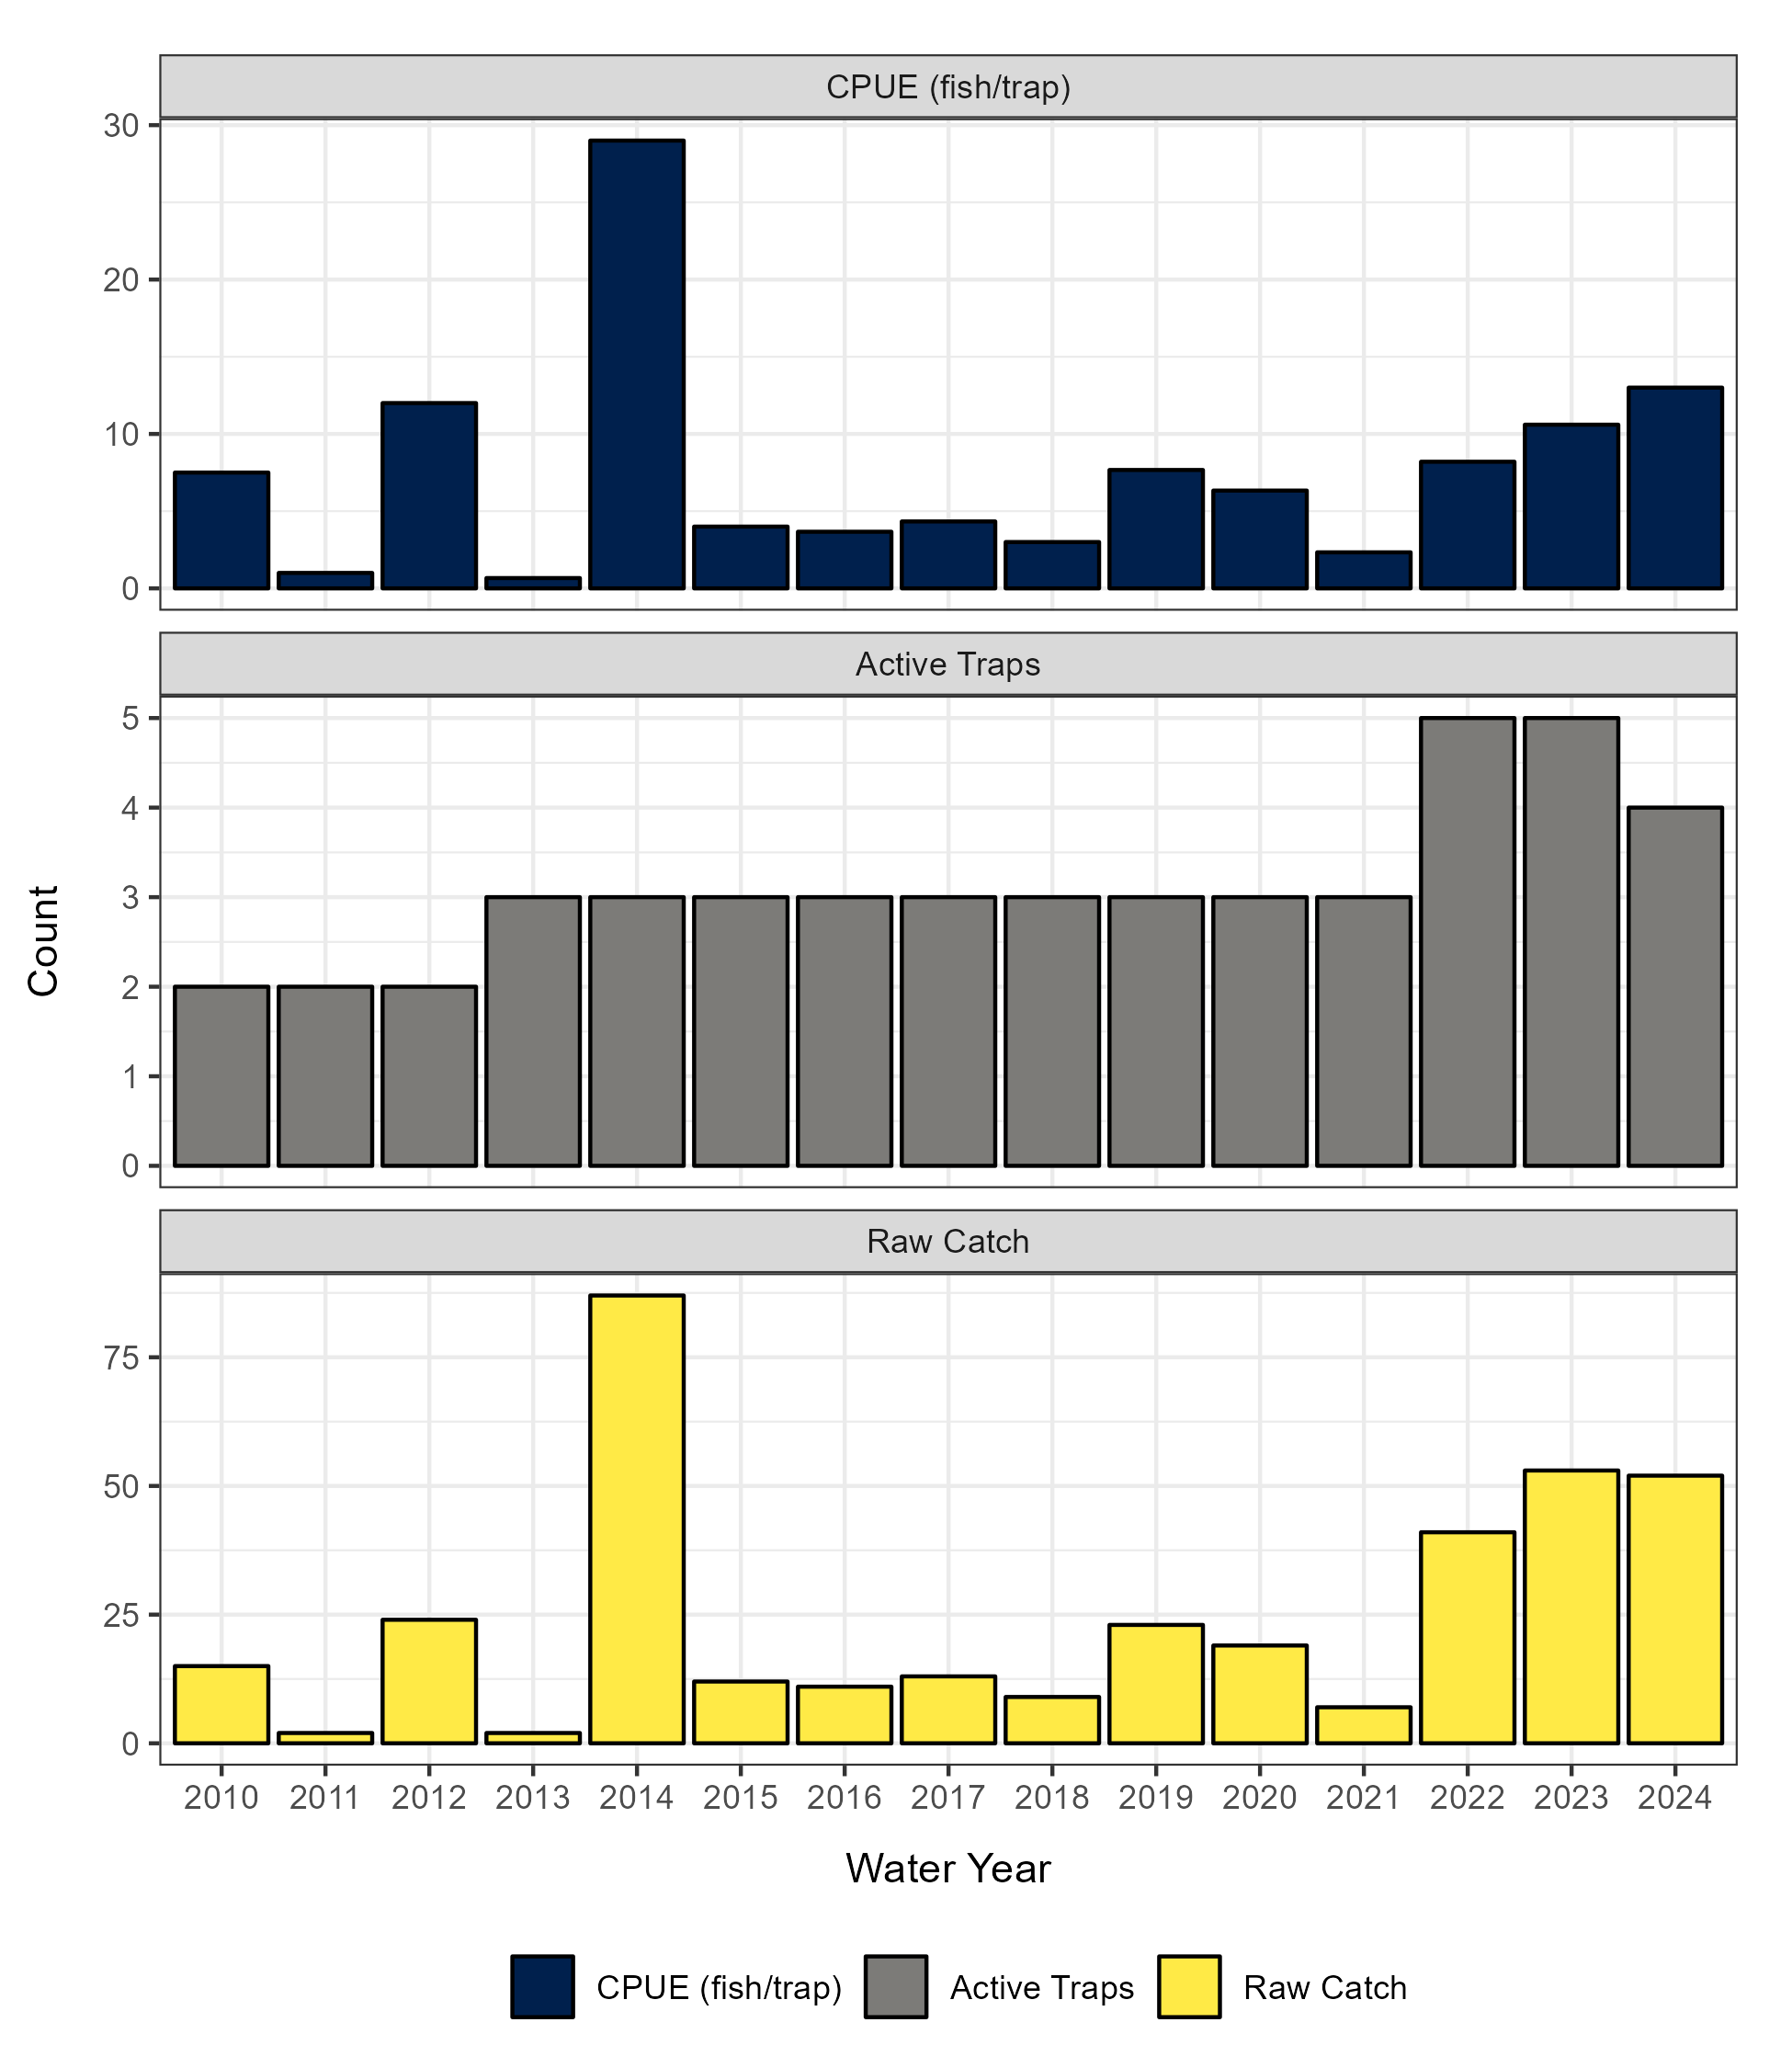 CPUE (fish/trap)
30
20
10
0
Active Traps
5
4
3
2
1
0
Count
Raw Catch
75
50
25
0
2010 2011 2012 2013 2014 2015 2016 2017 2018 2019 2020 2021 2022 2023 2024
Water Year
CPUE (fish/trap) Active Traps Raw Catch